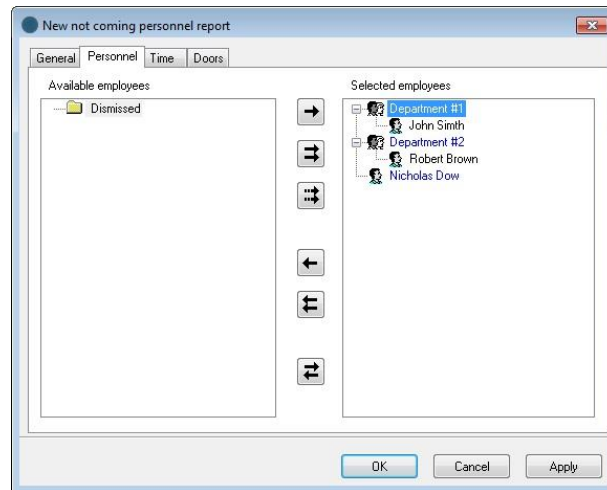 New not coming personnel report
General Personnel Time Doors
Available employees
Dismissed
Selected employees
Department #1
John Simth
Department #2
Robert Brown
Nicholas Dow
OK Cancel Apply